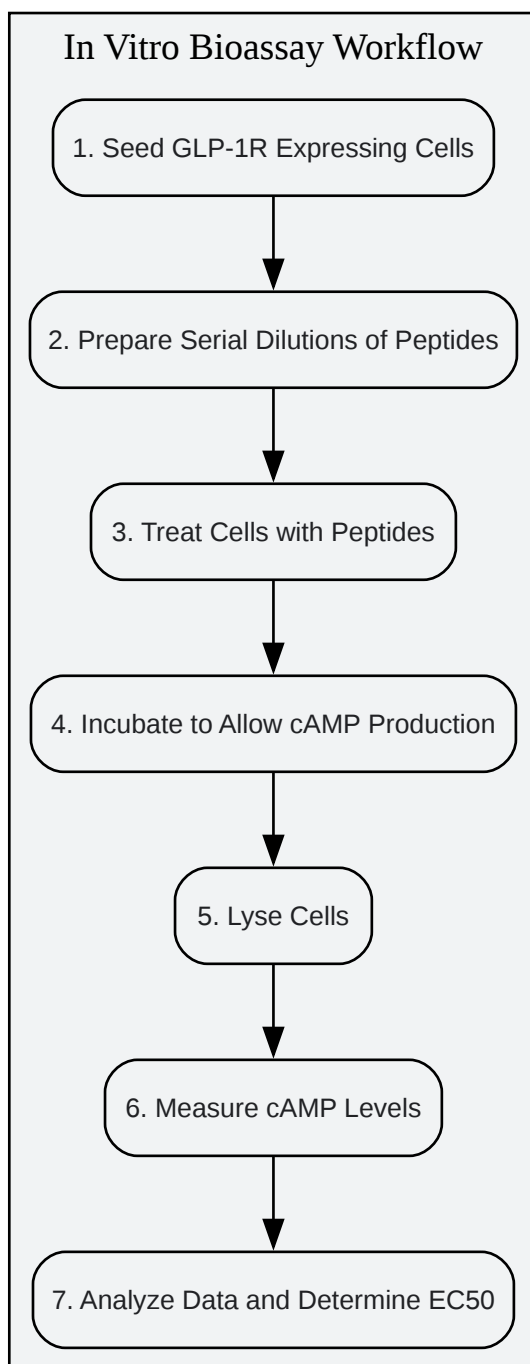 In Vitro Bioassay Workflow
1. Seed GLP-1R Expressing Cells
2. Prepare Serial Dilutions of Peptides
3. Treat Cells with Peptides
4. Incubate to Allow cAMP Production
5. Lyse Cells
6. Measure cAMP Levels
7. Analyze Data and Determine EC50